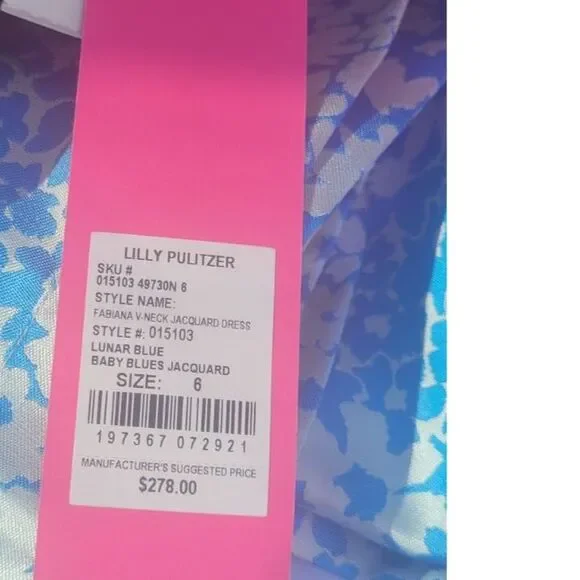 LILLY PULITZER
SKU #
015103 49730N 6
STYLE NAME:
FABIANA V-NECK JACQUARD DRESS
STYLE #: 015103
LUNAR BLUE
BABY BLUES JACQUARD
SIZE: 6
197367 072921
MANUFACTURER'S SUGGESTED PRICE
$278.00